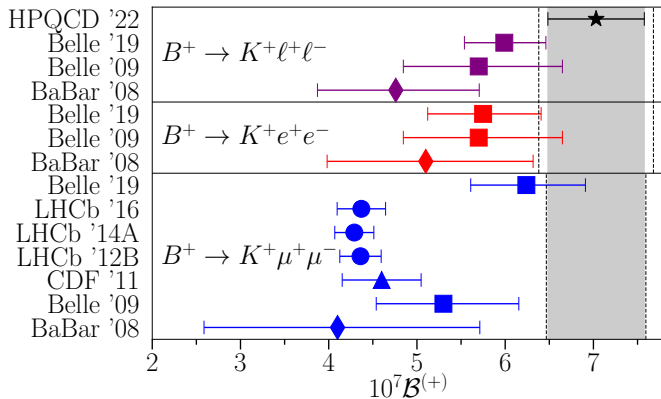 HPQCD '22
Belle '19
B⁺ → K⁺ℓ⁺ℓ⁻
Belle '09
BaBar '08
Belle '19
B⁺ → K⁺e⁺e⁻
Belle '09
BaBar '08
Belle '19
LHCb '16
LHCb '14A
LHCb '12B
B⁺ → K⁺μ⁺μ⁻
CDF '11
Belle '09
BaBar '08
2 3 4 5 6 7
10⁷ℬ⁽⁺⁾